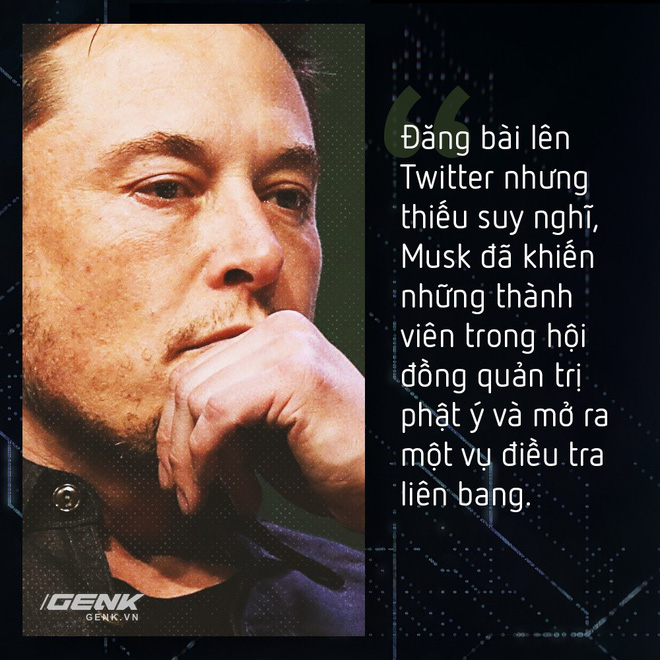 Đăng bài lên
Twitter nhưng
thiếu suy nghĩ,
Musk đã khiến
những thành
viên trong hội
đồng quản trị
phật ý và mở ra
một vụ điều tra
liên bang.
/GENK
GENK.VN